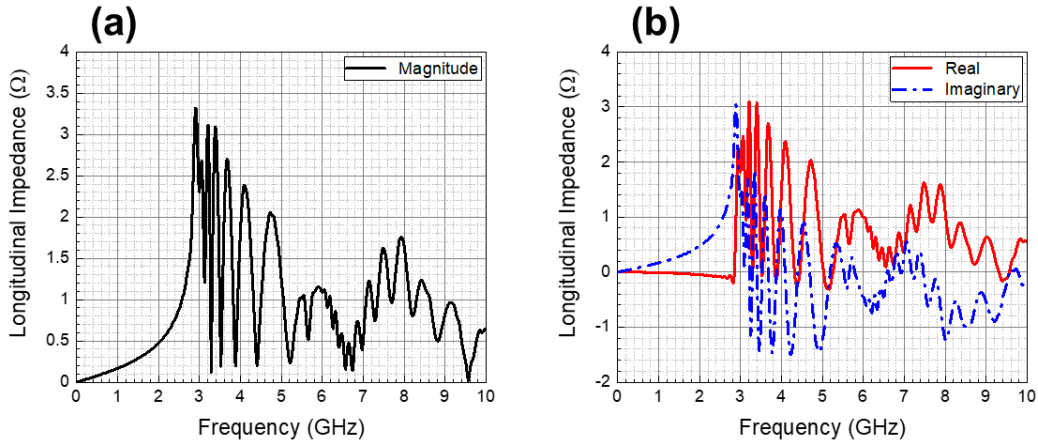 (a)
Longitudinal Impedance (Ω)
4
3.5
3
2.5
2
1.5
1
0.5
0
Magnitude
0 1 2 3 4 5 6 7 8 9 10
Frequency (GHz)
(b)
Longitudinal Impedance (Ω)
4
3
2
1
0
-1
-2
Real
Imaginary
0 1 2 3 4 5 6 7 8 9 10
Frequency (GHz)